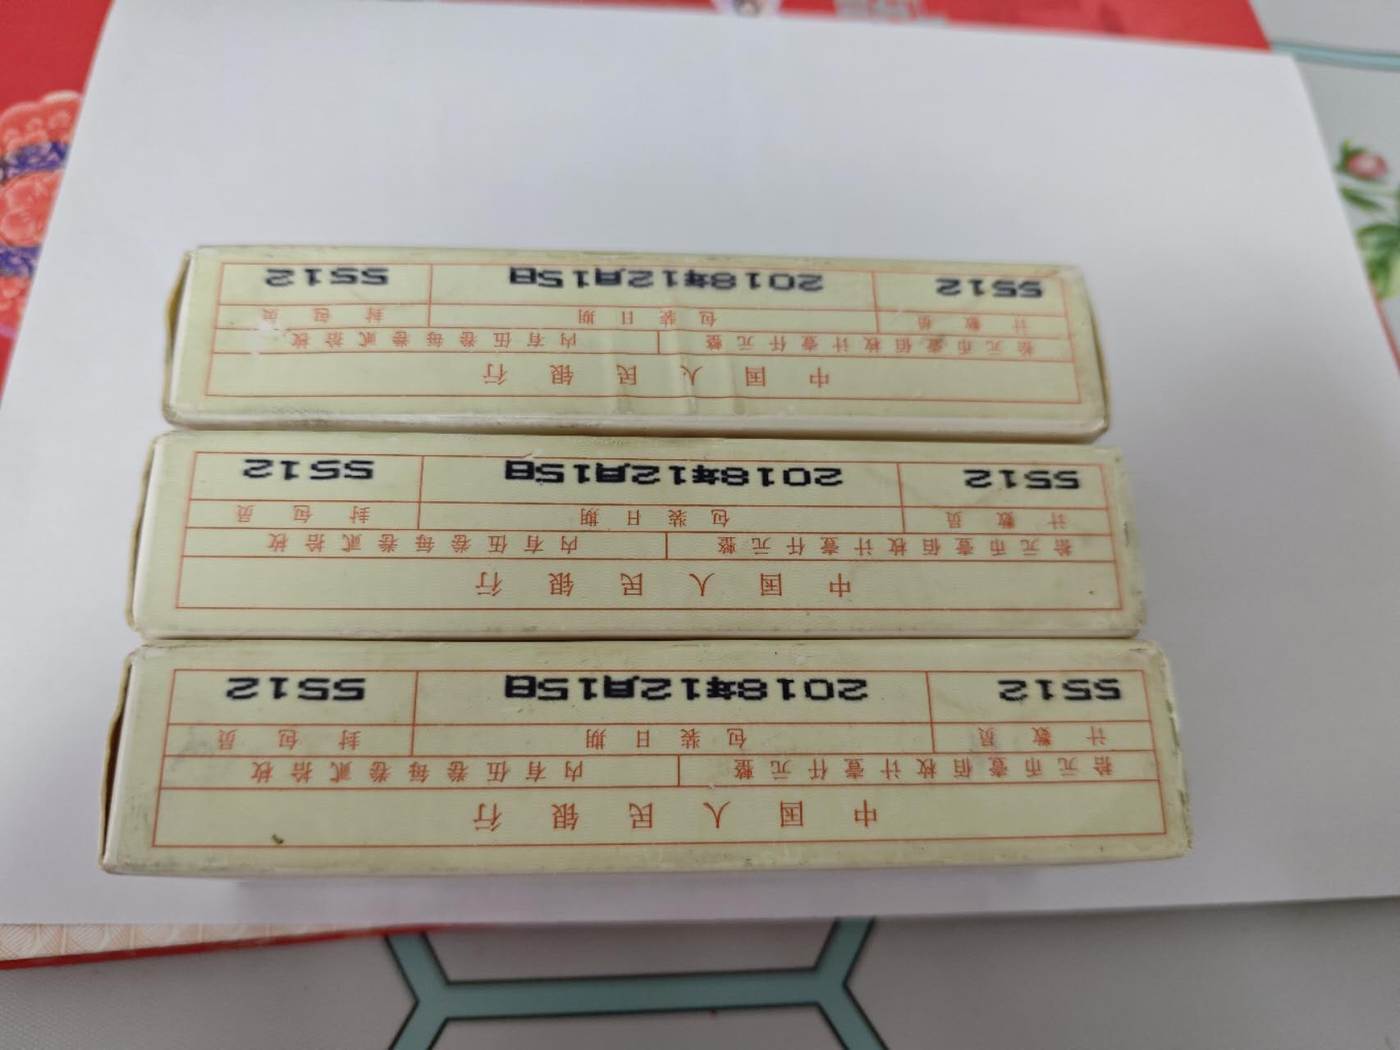 中国人民银行
拾元币壹佰枚计壹仟元整 内有伍卷每卷贰拾枚
计数员 包装日期 封包员
5512 2018年12月15日 5512
中国人民银行
拾元币壹佰枚计壹仟元整 内有伍卷每卷贰拾枚
计数员 包装日期 封包员
5512 2018年12月15日 5512
中国人民银行
拾元币壹佰枚计壹仟元整 内有伍卷每卷贰拾枚
计数员 包装日期 封包员
5512 2018年12月15日 5512